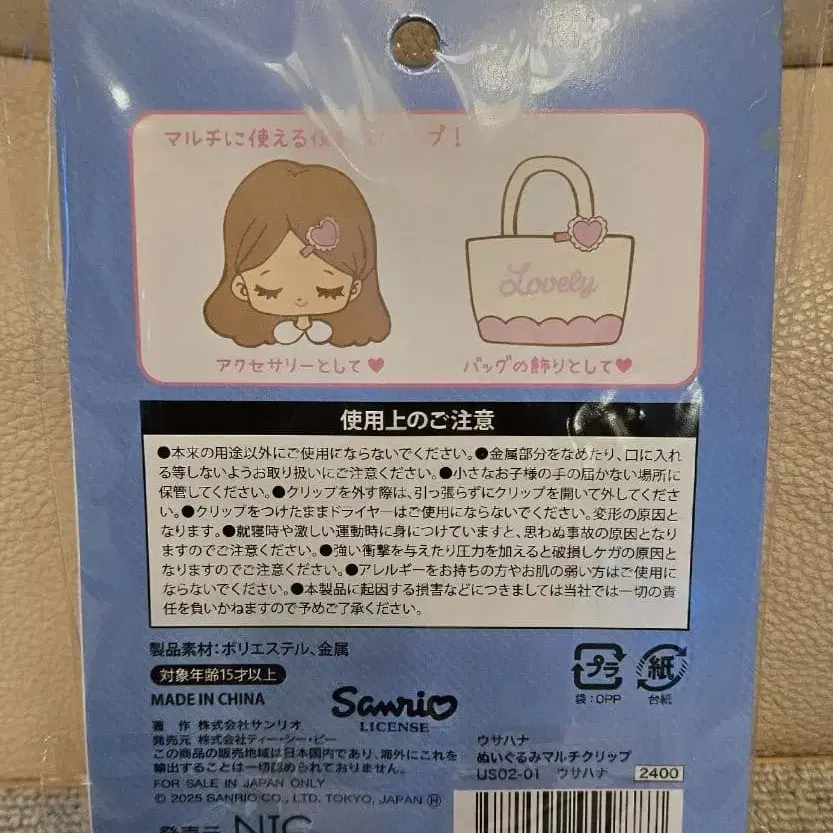 マルチに使える プ！
Lovely
アクセサリーとして♥
バッグの飾りとして♥
使用上のご注意
●本来の用途以外にご使用にならないでください。●金属部分をなめたり、口に入れ
る等しないようお取り扱いにご注意ください。●小さなお子様の手の届かない場所に
保管してください。●クリップを外す際は、引っ張らずにクリップを開いて外してくださ
い。●クリップをつけたままドライヤーはご使用にならないでください。変形の原因と
なります。●就寝時や激しい運動時に身につけていますと、思わぬ事故の原因となり
ますのでご注意ください。●強い衝撃を与えたり圧力を加えると破損しケガの原因と
なりますのでご注意ください。●アレルギーをお持ちの方やお肌の弱い方はご使用に
ならないでください。●本製品に起因する損害などにつきましては当社では一切の責
任を負いかねますので予めご了承ください。
製品素材：ポリエステル、金属
対象年齢15才以上
MADE IN CHINA
Sanrio
LICENSE
プラ
袋：OPP
紙
台紙
著 作 株式会社サンリオ
発売元 株式会社ティー・シー・ピー
この商品の販売地域は日本国内であり、海外にこれを
輸出することは一切認められておりません。
FOR SALE IN JAPAN ONLY
© 2025 SANRIO CO., LTD. TOKYO, JAPAN Ⓗ
ウサハナ
ぬいぐるみマルチクリップ
US02-01 ウサハナ 2400
発売元